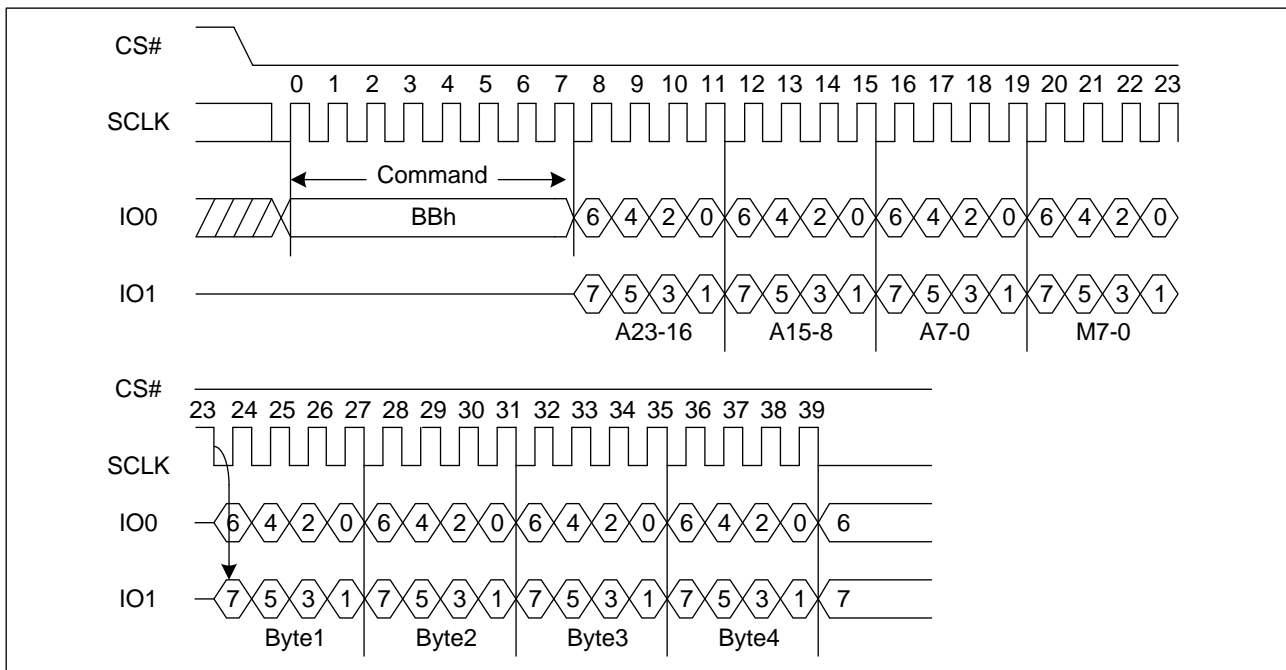 CS#
0 1 2 3 4 5 6 7 8 9 10 11 12 13 14 15 16 17 18 19 20 21 22 23
SCLK
Command
IO0 BBh 6 4 2 0 6 4 2 0 6 4 2 0 6 4 2 0
IO1 7 5 3 1 7 5 3 1 7 5 3 1 7 5 3 1
A23-16 A15-8 A7-0 M7-0
CS#
23 24 25 26 27 28 29 30 31 32 33 34 35 36 37 38 39
SCLK
IO0 6 4 2 0 6 4 2 0 6 4 2 0 6 4 2 0 6
IO1 7 5 3 1 7 5 3 1 7 5 3 1 7 5 3 1 7
Byte1 Byte2 Byte3 Byte4